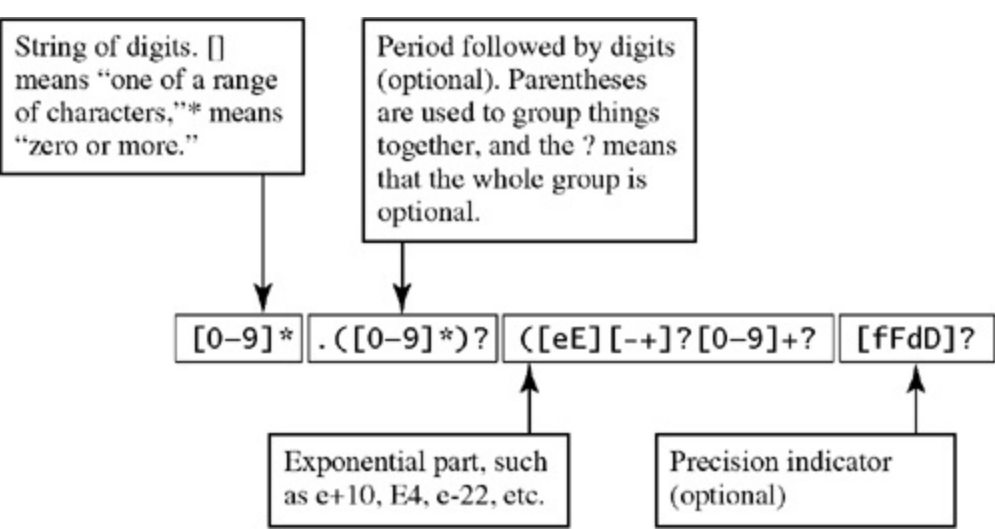 String of digits. []
means “one of a range
of characters,”* means
“zero or more.”
Period followed by digits
(optional). Parentheses
are used to group things
together, and the ? means
that the whole group is
optional.
[0–9]* .([0–9]*)? ([eE][-+]?[0–9]+? [fFdD]?
Exponential part, such
as e+10, E4, e-22, etc.
Precision indicator
(optional)